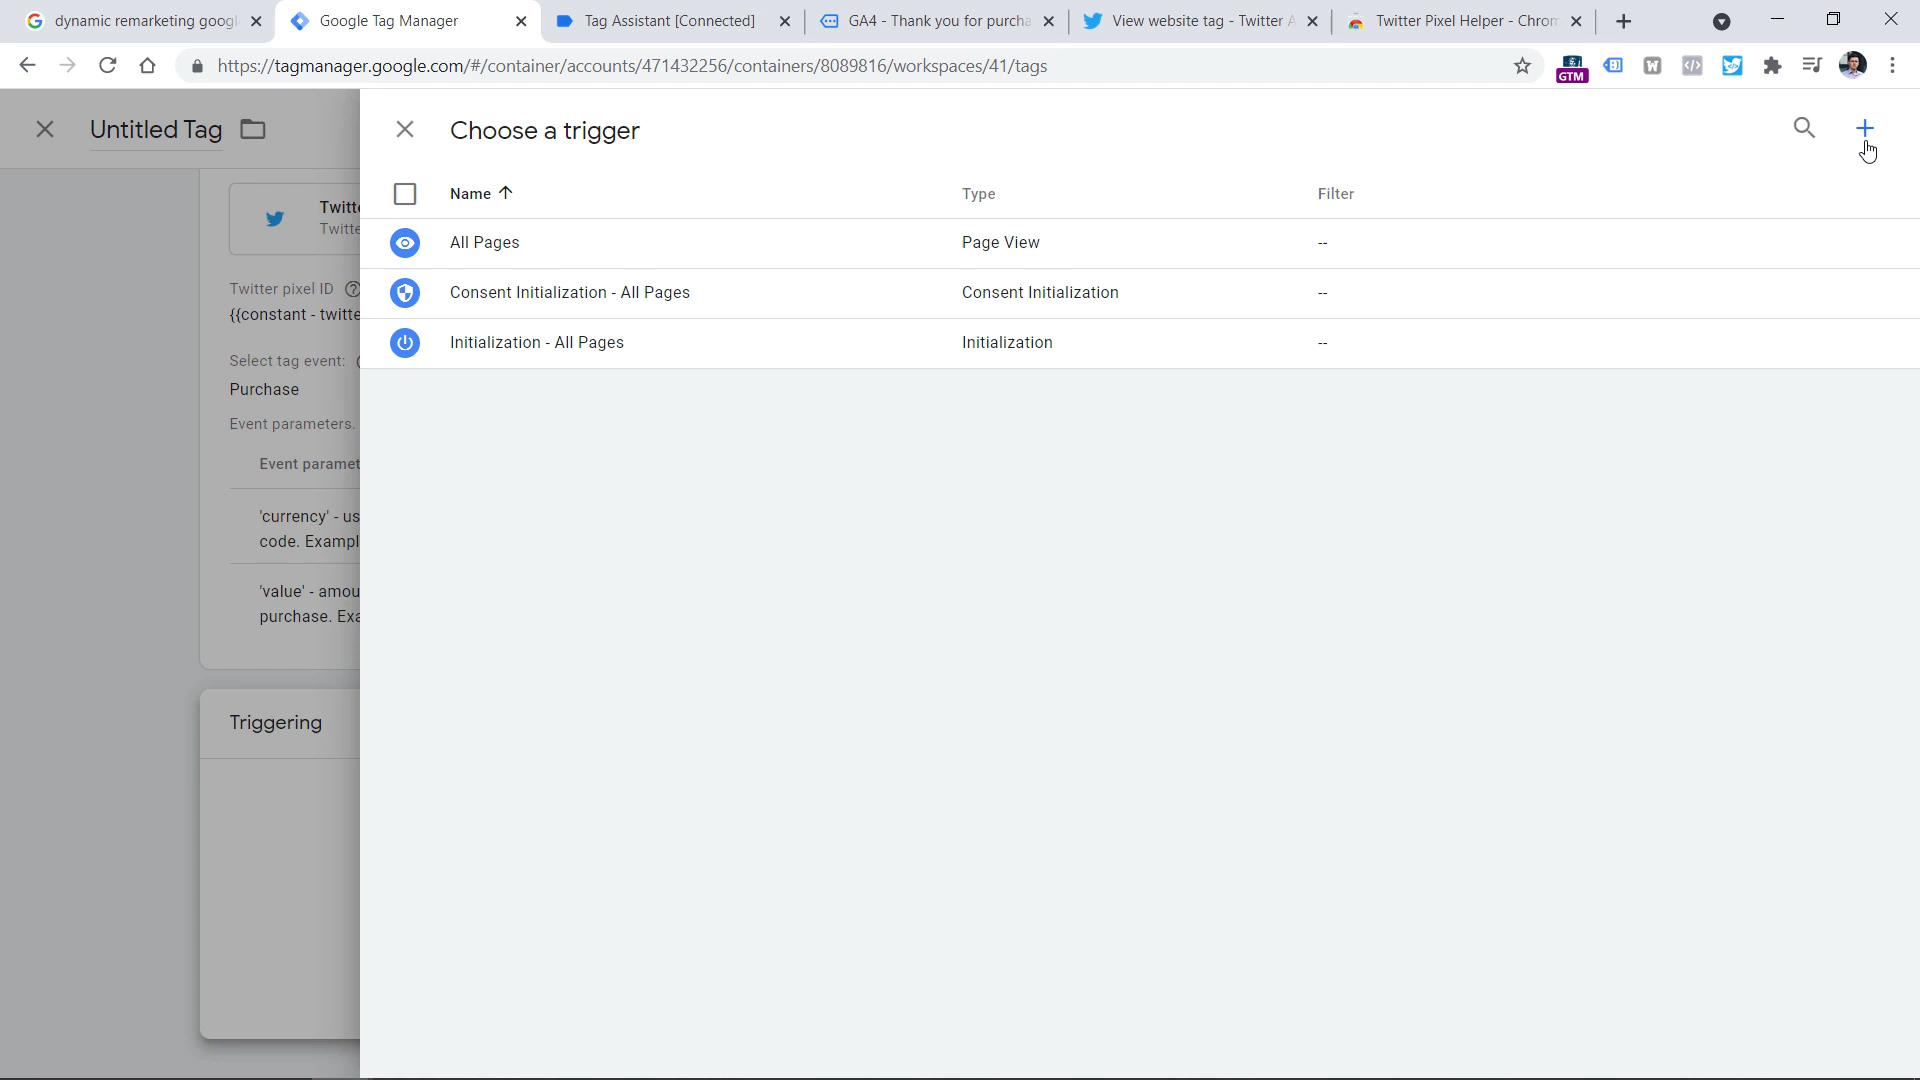 dynamic remarketing googl
Google Tag Manager
Tag Assistant [Connected]
GA4 - Thank you for purcha
View website tag - Twitter A
Twitter Pixel Helper - Chrom
https://tagmanager.google.com/#/container/accounts/471432256/containers/8089816/workspaces/41/tags
GTM
Untitled Tag
Choose a trigger
Name
Type
Filter
All Pages
Page View
--
Consent Initialization - All Pages
Consent Initialization
--
Initialization - All Pages
Initialization
--
Twitte
Twitte
Twitter pixel ID
{{constant - twitte
Select tag event:
Purchase
Event parameters.
Event paramet
'currency' - us
code. Exampl
'value' - amou
purchase. Exa
Triggering